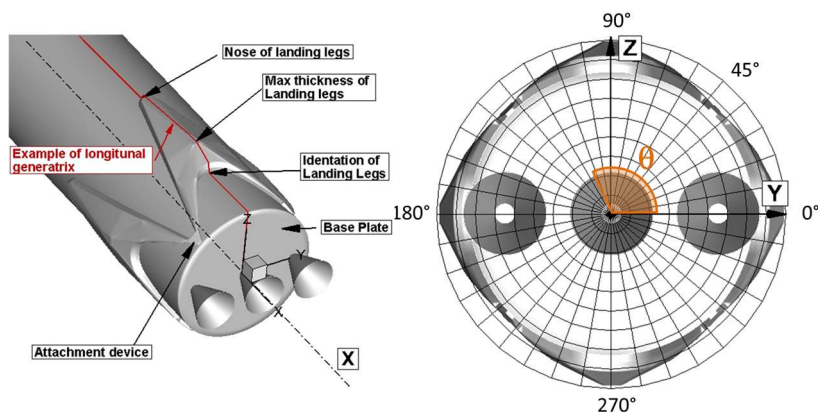 Nose of landing legs
Max thickness of
Landing legs
Example of longitunal
generatrix
Identation of
Landing Legs
Z
Base Plate
Y
X
Attachment device
X
90°
Z
45°
θ
Y
180°
0°
270°